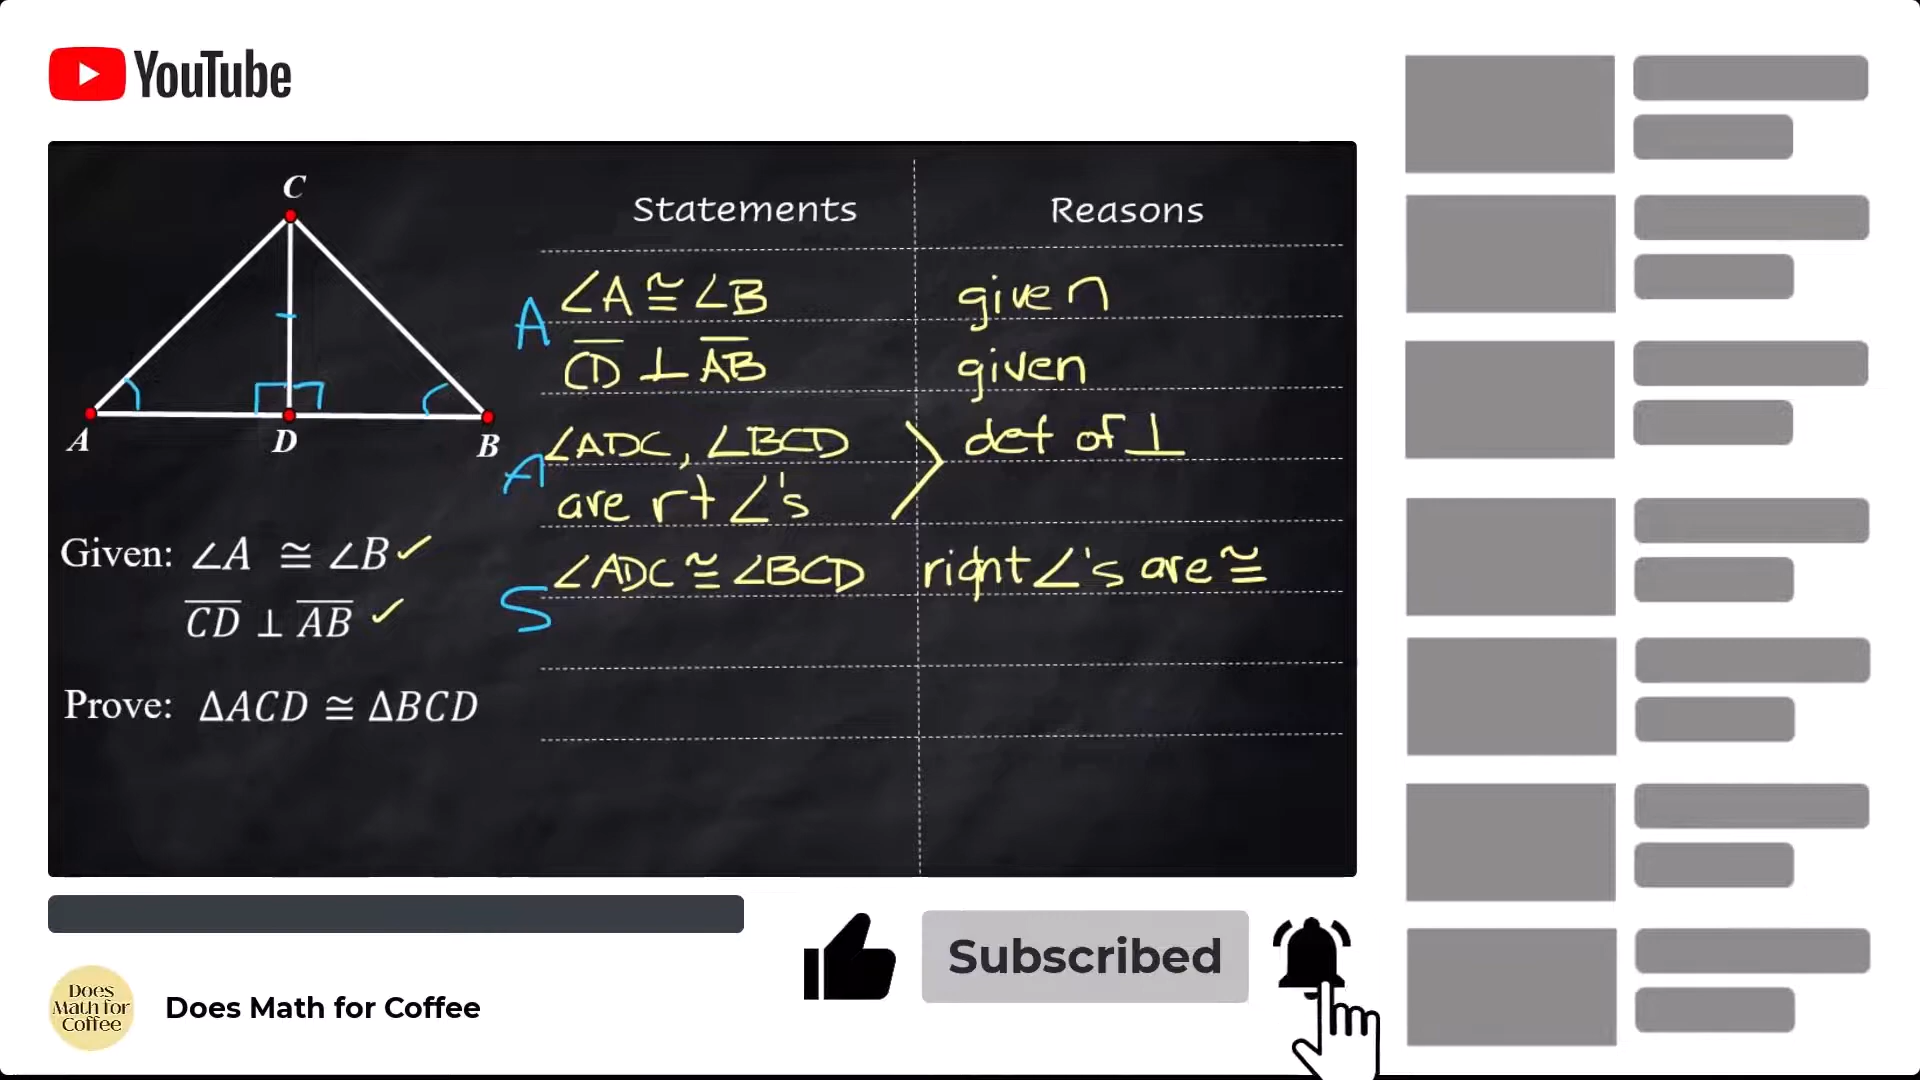 YouTube
C
A
D
B
Given: ∠A ≅ ∠B ✓
CD ⊥ AB ✓
Prove: ΔACD ≅ ΔBCD
Statements
Reasons
A
∠A ≅ ∠B
given
CD ⊥ AB
given
A
∠ADC, ∠BCD
def of ⊥
are rt ∠'s
∠ADC ≅ ∠BCD
right ∠'s are ≅
S
Does
Math for
Coffee
Does Math for Coffee
Subscribed